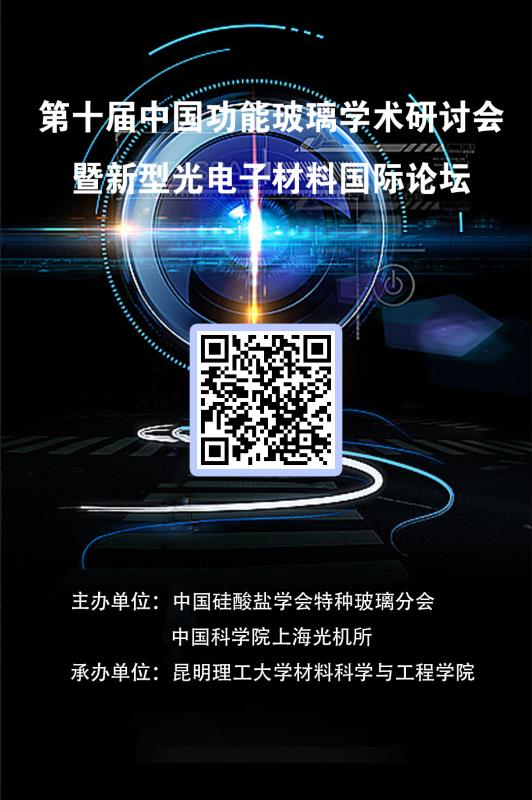 第十届中国功能玻璃学术研讨会
暨新型光电子材料国际论坛
主办单位：中国硅酸盐学会特种玻璃分会
中国科学院上海光机所
承办单位：昆明理工大学材料科学与工程学院